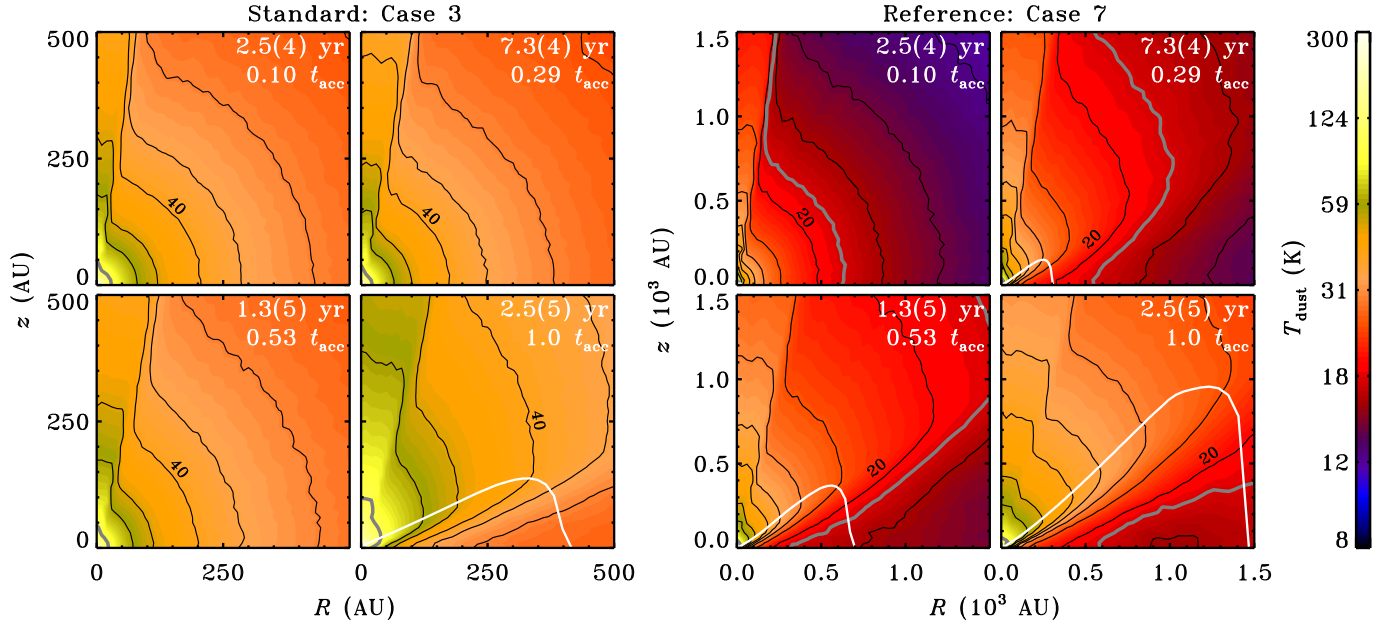 Standard: Case 3
Reference: Case 7
500
2.5(4) yr
0.10 t_acc
40
250
0
7.3(4) yr
0.29 t_acc
40
1.5
2.5(4) yr
0.10 t_acc
1.0
0.5
20
0.0
7.3(4) yr
0.29 t_acc
20
300
124
59
31
18
12
8
T_dust (K)
z (AU)
500
1.3(5) yr
0.53 t_acc
250
40
0
2.5(5) yr
1.0 t_acc
40
z (10³ AU)
1.5
1.3(5) yr
0.53 t_acc
1.0
0.5
20
0.0
2.5(5) yr
1.0 t_acc
20
0 250
0 250 500
0.0 0.5 1.0
0.0 0.5 1.0 1.5
R (AU)
R (10³ AU)